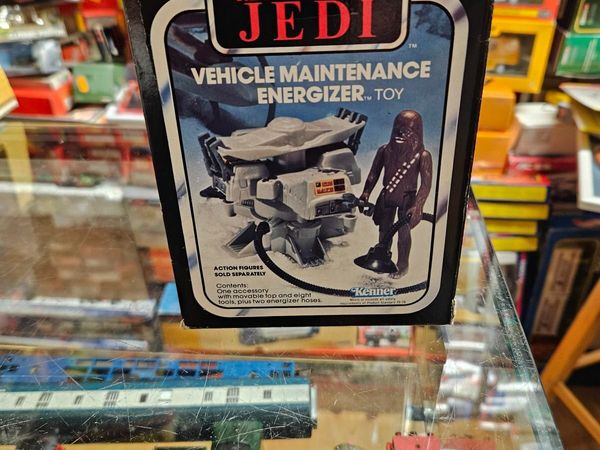 JEDI
TM
VEHICLE MAINTENANCE
ENERGIZER TM TOY
ACTION FIGURES
SOLD SEPARATELY
Contents:
One accessory
with movable top and eight
tools, plus two energizer hoses.
Kenner